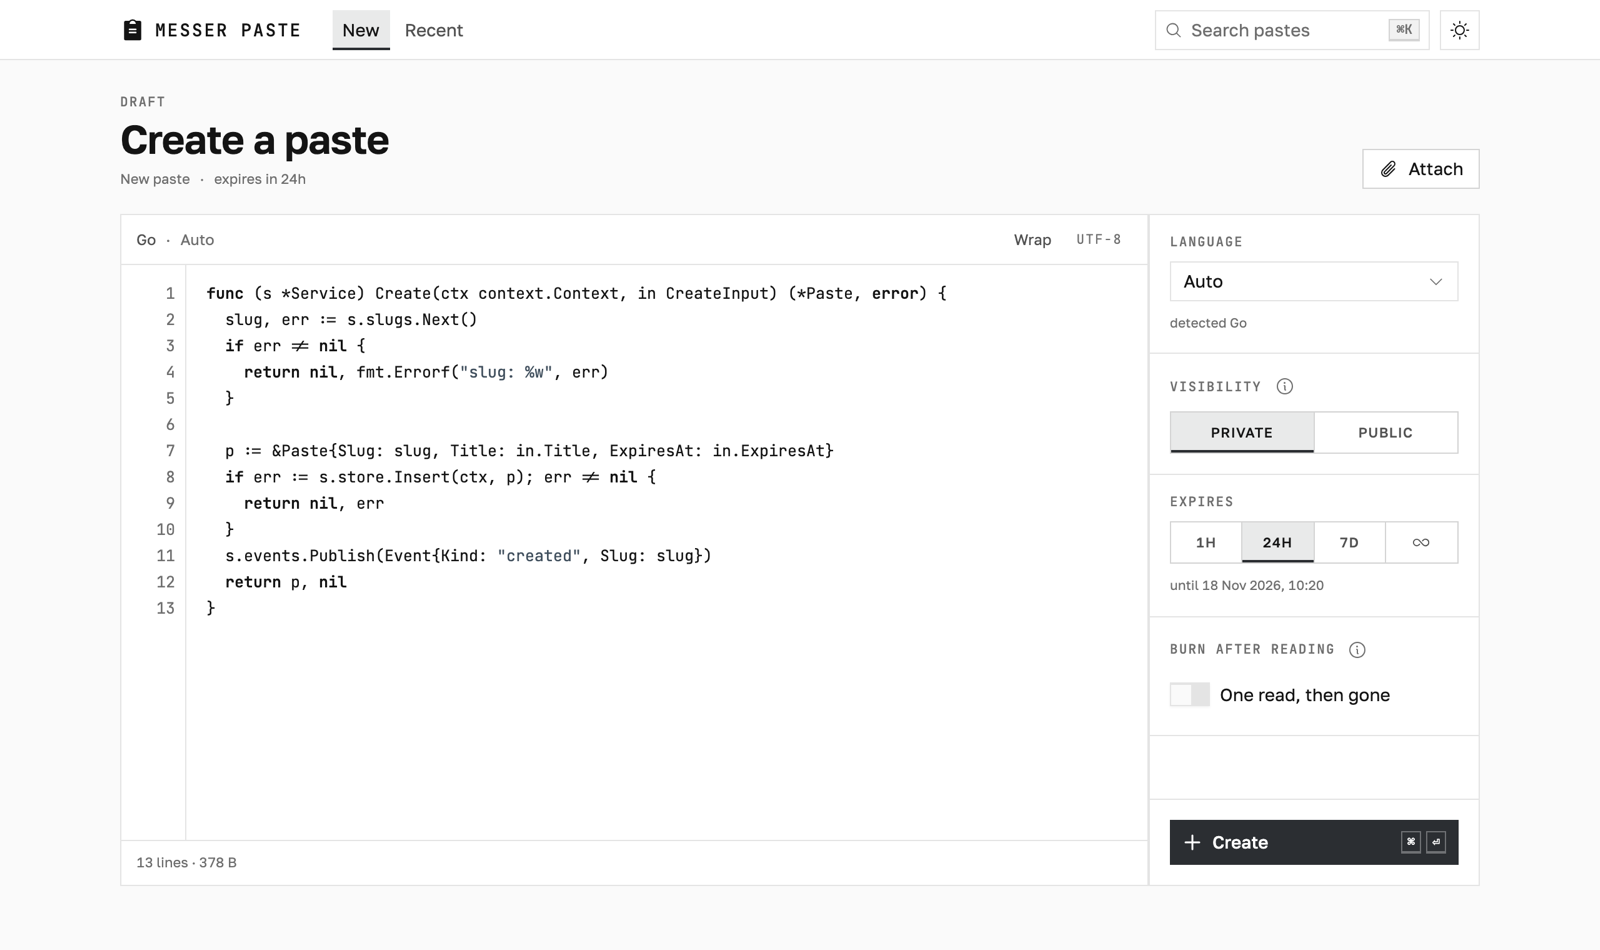 MESSER PASTE
New
Recent
Search pastes
⌘K
DRAFT
Create a paste
New paste · expires in 24h
Attach
Go · Auto
Wrap
UTF-8
1 func (s *Service) Create(ctx context.Context, in CreateInput) (*Paste, error) {
2   slug, err := s.slugs.Next()
3   if err != nil {
4     return nil, fmt.Errorf("slug: %w", err)
5   }
6
7   p := &Paste{Slug: slug, Title: in.Title, ExpiresAt: in.ExpiresAt}
8   if err := s.store.Insert(ctx, p); err != nil {
9     return nil, err
10   }
11   s.events.Publish(Event{Kind: "created", Slug: slug})
12   return p, nil
13 }
13 lines · 378 B
LANGUAGE
Auto
detected Go
VISIBILITY
PRIVATE
PUBLIC
EXPIRES
1H
24H
7D
∞
until 18 Nov 2026, 10:20
BURN AFTER READING
One read, then gone
Create
⌘ ⏎